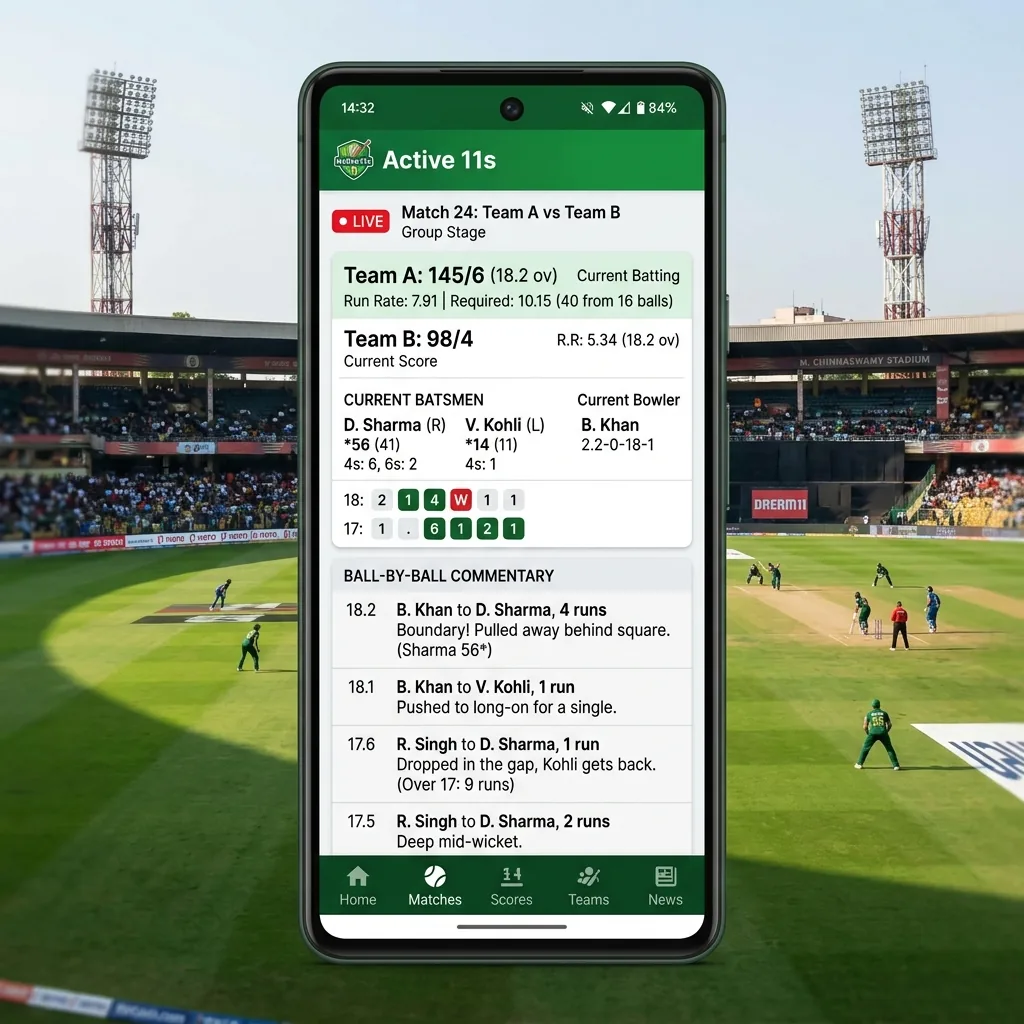 14:32
84%
Active 11s
LIVE
Match 24: Team A vs Team B
Group Stage
Team A: 145/6 (18.2 ov) Current Batting
Run Rate: 7.91 | Required: 10.15 (40 from 16 balls)
Team B: 98/4 R.R: 5.34 (18.2 ov)
Current Score
CURRENT BATSMEN Current Bowler
D. Sharma (R) V. Kohli (L) B. Khan
*56 (41) *14 (11) 2.2-0-18-1
4s: 6, 6s: 2 4s: 1
18: 2 1 4 W 1 1
17: 1 . 6 1 2 1
BALL-BY-BALL COMMENTARY
18.2 B. Khan to D. Sharma, 4 runs
Boundary! Pulled away behind square.
(Sharma 56*)
18.1 B. Khan to V. Kohli, 1 run
Pushed to long-on for a single.
17.6 R. Singh to D. Sharma, 1 run
Dropped in the gap, Kohli gets back.
(Over 17: 9 runs)
17.5 R. Singh to D. Sharma, 2 runs
Deep mid-wicket.
Home Matches Scores Teams News
M. CHINNASWAMY STADIUM
DRERM11